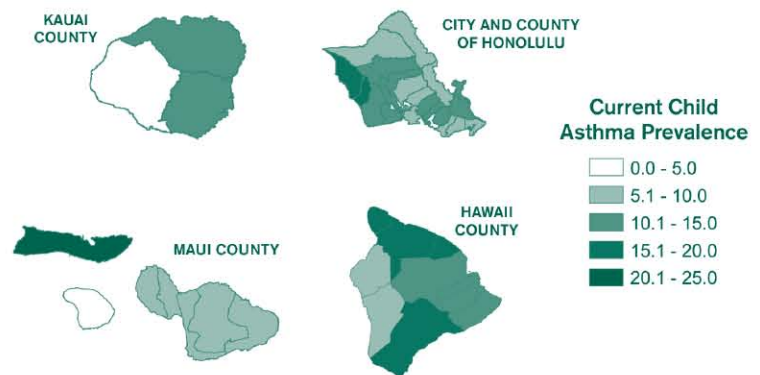 KAUAI
COUNTY
CITY AND COUNTY
OF HONOLULU
MAUI COUNTY
HAWAII
COUNTY
Current Child
Asthma Prevalence
0.0 - 5.0
5.1 - 10.0
10.1 - 15.0
15.1 - 20.0
20.1 - 25.0